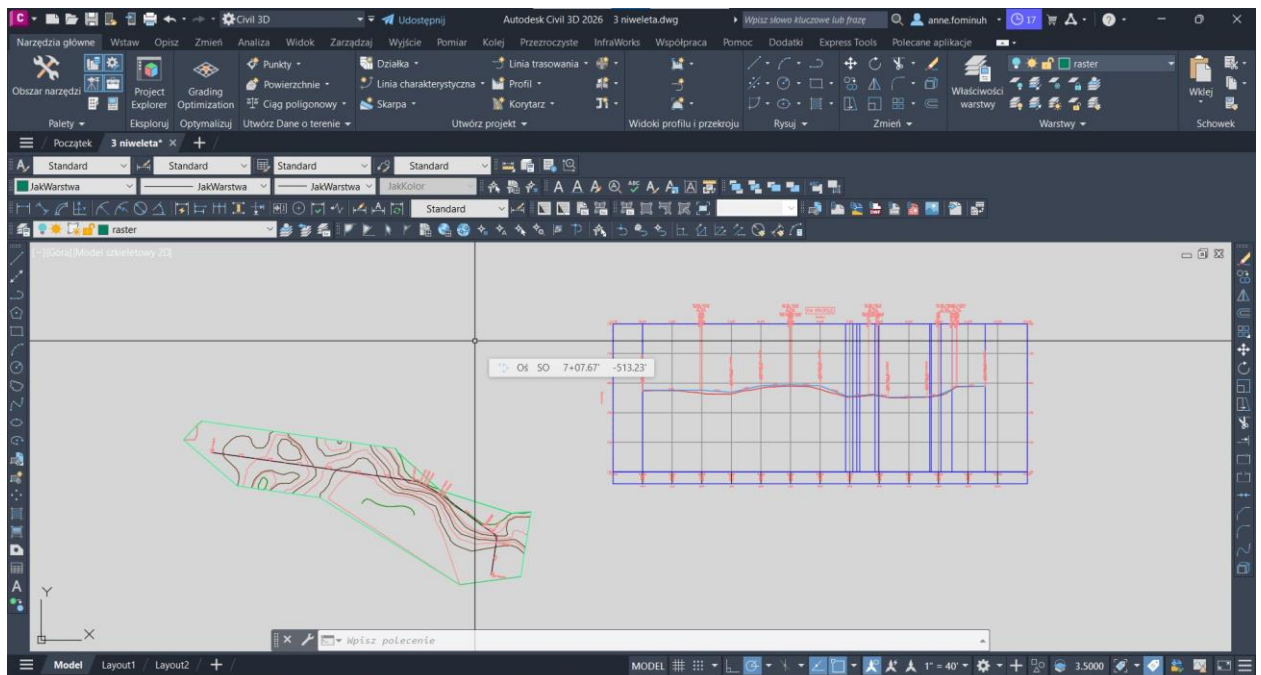 Civil 3D Udostępnij Autodesk Civil 3D 2026 3 niweleta.dwg Wpisz słowo kluczowe lub frazę anne.fominuh 17
Narzędzia główne Wstaw Opisz Zmień Analiza Widok Zarządzaj Wyjście Pomiar Kolej Przezroczyste InfraWorks Współpraca Pomoc Dodatki Express Tools Polecane aplikacje
Punkty Działka Linia trasowania raster
Obszar narzędzi Project Explorer Grading Optimization Powierzchnie Linia charakterystyczna Profil Właściwości warstwy Wklej
Ciąg poligonowy Skarpa Korytarz
Palety Eksploruj Optymalizuj Utwórz Dane o terenie Utwórz projekt Widoki profilu i przekroju Rysuj Zmień Warstwy Schowek
Początek 3 niweleta*
Standard Standard Standard Standard
JakWarstwa JakWarstwa JakWarstwa JakKolor
Standard
raster
[−][Góra][Model szkieletowy 2D]
Oś SO 7+07.67' -513.23'
Y
X
Wpisz polecenie
Model Layout1 Layout2 MODEL 1" = 40' 3.5000